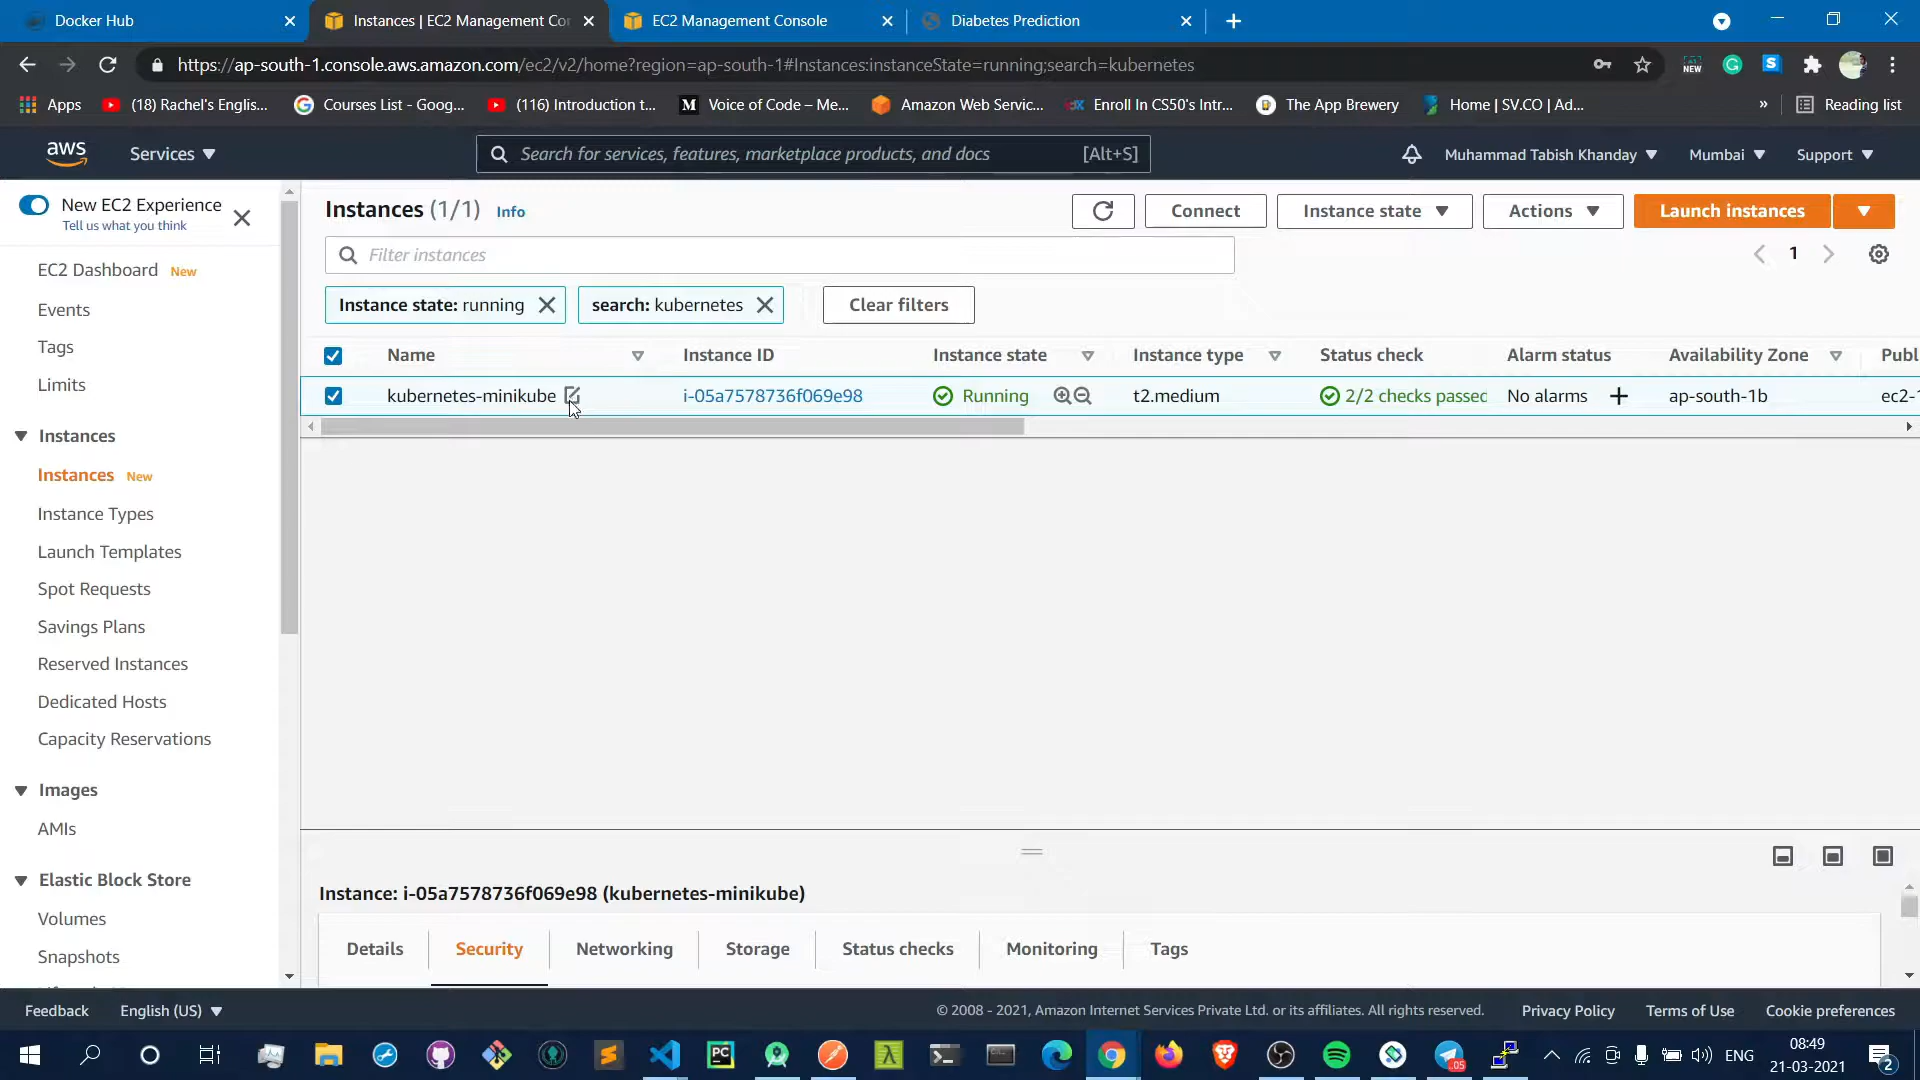 Docker Hub
Instances | EC2 Management Cor
EC2 Management Console
Diabetes Prediction
https://ap-south-1.console.aws.amazon.com/ec2/v2/home?region=ap-south-1#Instances:instanceState=running;search=kubernetes
NEW
Apps
(18) Rachel's Englis...
Courses List - Goog...
(116) Introduction t...
M Voice of Code – Me...
Amazon Web Servic...
Enroll In CS50's Intr...
The App Brewery
Home | SV.CO | Ad...
»
Reading list
aws
Services
Search for services, features, marketplace products, and docs [Alt+S]
Muhammad Tabish Khanday
Mumbai
Support
New EC2 Experience
Tell us what you think
EC2 Dashboard New
Events
Tags
Limits
Instances
Instances New
Instance Types
Launch Templates
Spot Requests
Savings Plans
Reserved Instances
Dedicated Hosts
Capacity Reservations
Images
AMIs
Elastic Block Store
Volumes
Snapshots
Instances (1/1) Info
Connect
Instance state
Actions
Launch instances
Filter instances
1
Instance state: running
search: kubernetes
Clear filters
Name Instance ID Instance state Instance type Status check Alarm status Availability Zone Publ
kubernetes-minikube i-05a7578736f069e98 Running t2.medium 2/2 checks passed No alarms + ap-south-1b ec2-1
Instance: i-05a7578736f069e98 (kubernetes-minikube)
Details Security Networking Storage Status checks Monitoring Tags
Feedback English (US) © 2008 - 2021, Amazon Internet Services Private Ltd. or its affiliates. All rights reserved. Privacy Policy Terms of Use Cookie preferences
PC
.05
ENG
08:49
21-03-2021
2